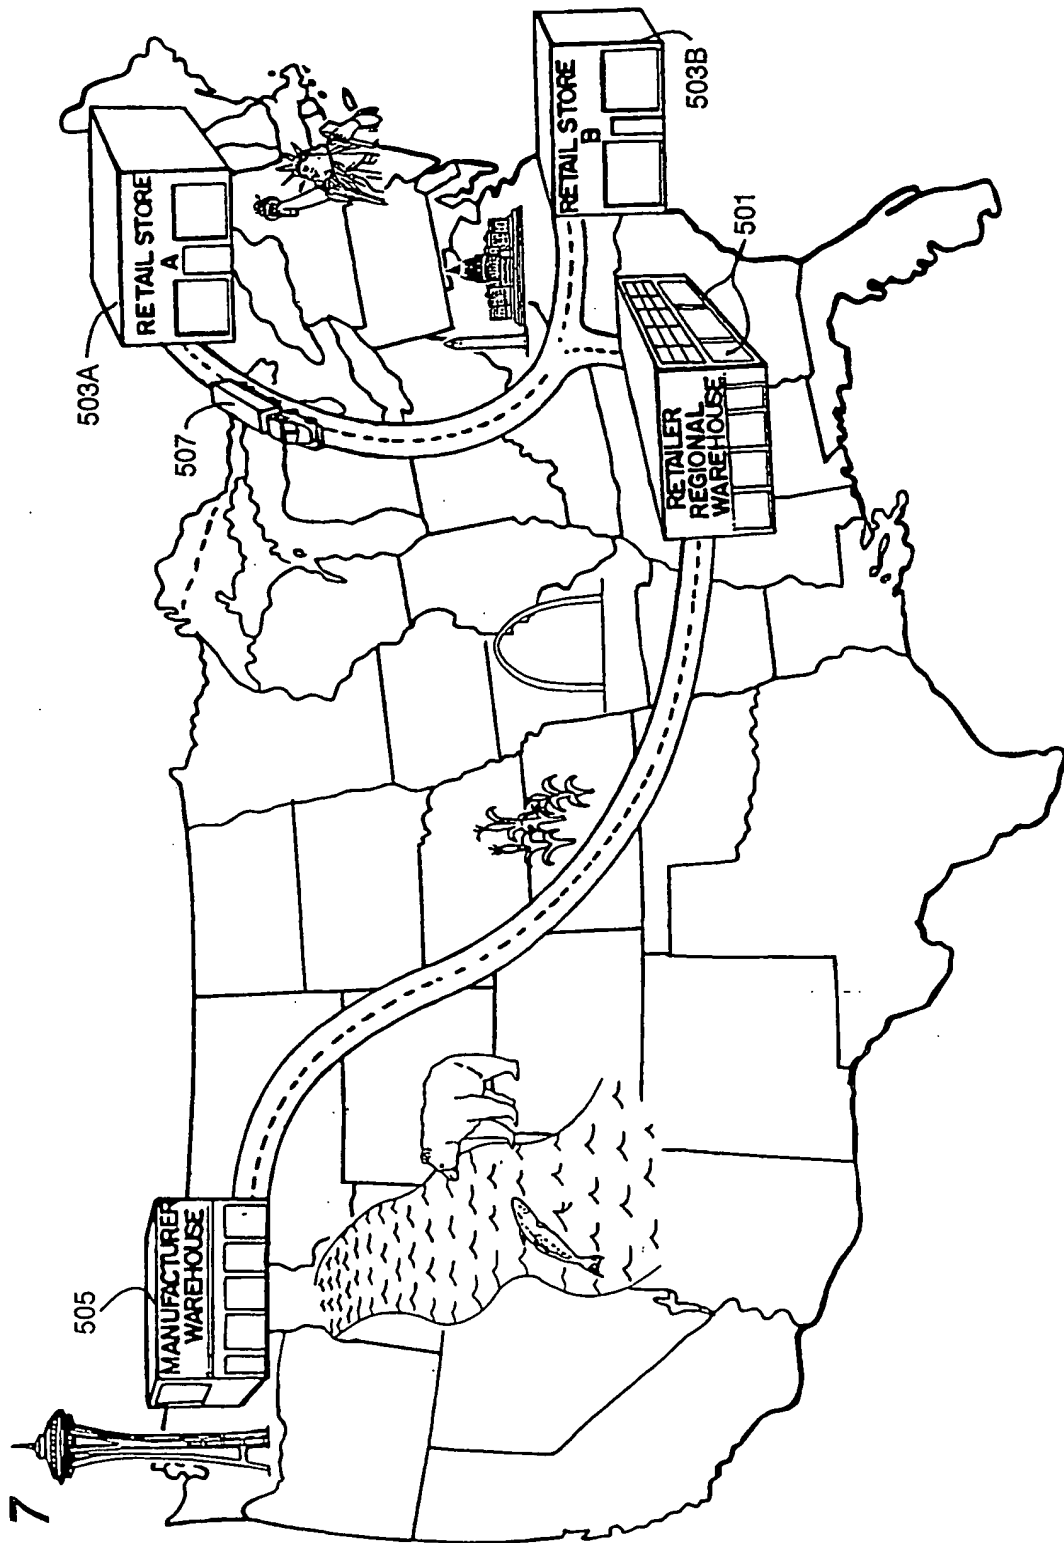 7
505
MANUFACTURER
WAREHOUSE
503A
RETAIL STORE
A
507
RETAILER
REGIONAL
WAREHOUSE
501
RETAIL STORE
B
503B